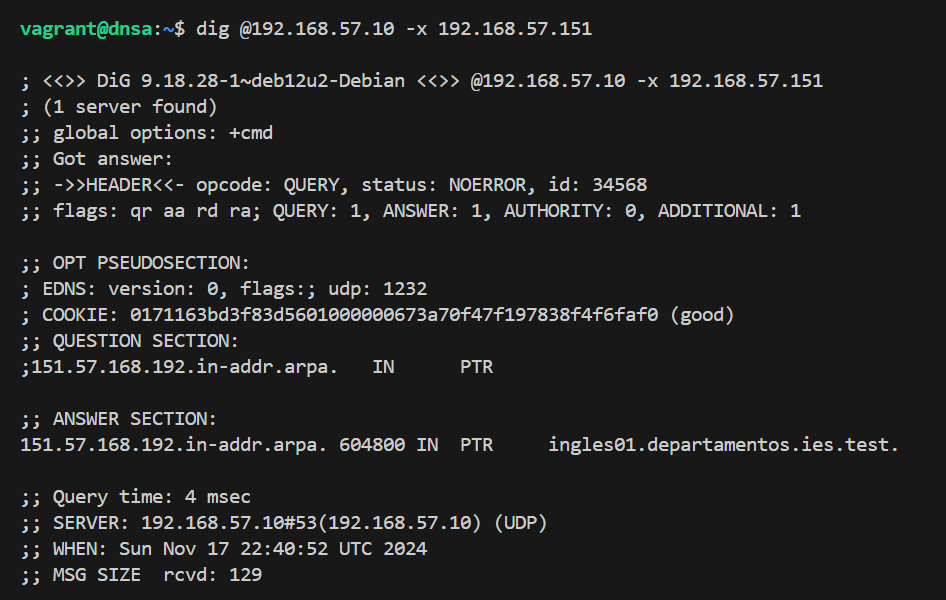 vagrant@dnsa:~$ dig @192.168.57.10 -x 192.168.57.151
; <<>> DiG 9.18.28-1~deb12u2-Debian <<>> @192.168.57.10 -x 192.168.57.151
; (1 server found)
;; global options: +cmd
;; Got answer:
;; ->>HEADER<<- opcode: QUERY, status: NOERROR, id: 34568
;; flags: qr aa rd ra; QUERY: 1, ANSWER: 1, AUTHORITY: 0, ADDITIONAL: 1
;; OPT PSEUDOSECTION:
; EDNS: version: 0, flags:; udp: 1232
; COOKIE: 0171163bd3f83d5601000000673a70f47f197838f4f6faf0 (good)
;; QUESTION SECTION:
;151.57.168.192.in-addr.arpa. IN PTR
;; ANSWER SECTION:
151.57.168.192.in-addr.arpa. 604800 IN PTR ingles01.departamentos.ies.test.
;; Query time: 4 msec
;; SERVER: 192.168.57.10#53(192.168.57.10) (UDP)
;; WHEN: Sun Nov 17 22:40:52 UTC 2024
;; MSG SIZE rcvd: 129